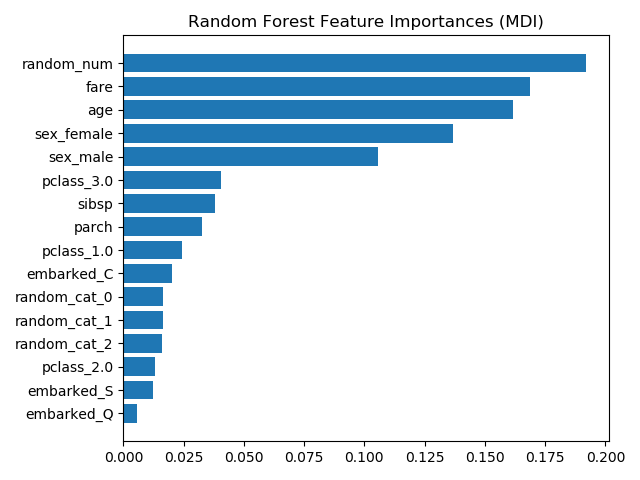 Random Forest Feature Importances (MDI)
random_num
fare
age
sex_female
sex_male
pclass_3.0
sibsp
parch
pclass_1.0
embarked_C
random_cat_0
random_cat_1
random_cat_2
pclass_2.0
embarked_S
embarked_Q
0.000 0.025 0.050 0.075 0.100 0.125 0.150 0.175 0.200